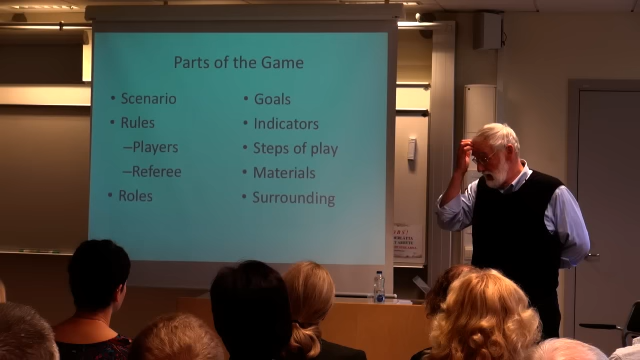 Parts of the Game
• Scenario
• Rules
–Players
–Referee
• Roles
• Goals
• Indicators
• Steps of play
• Materials
• Surrounding